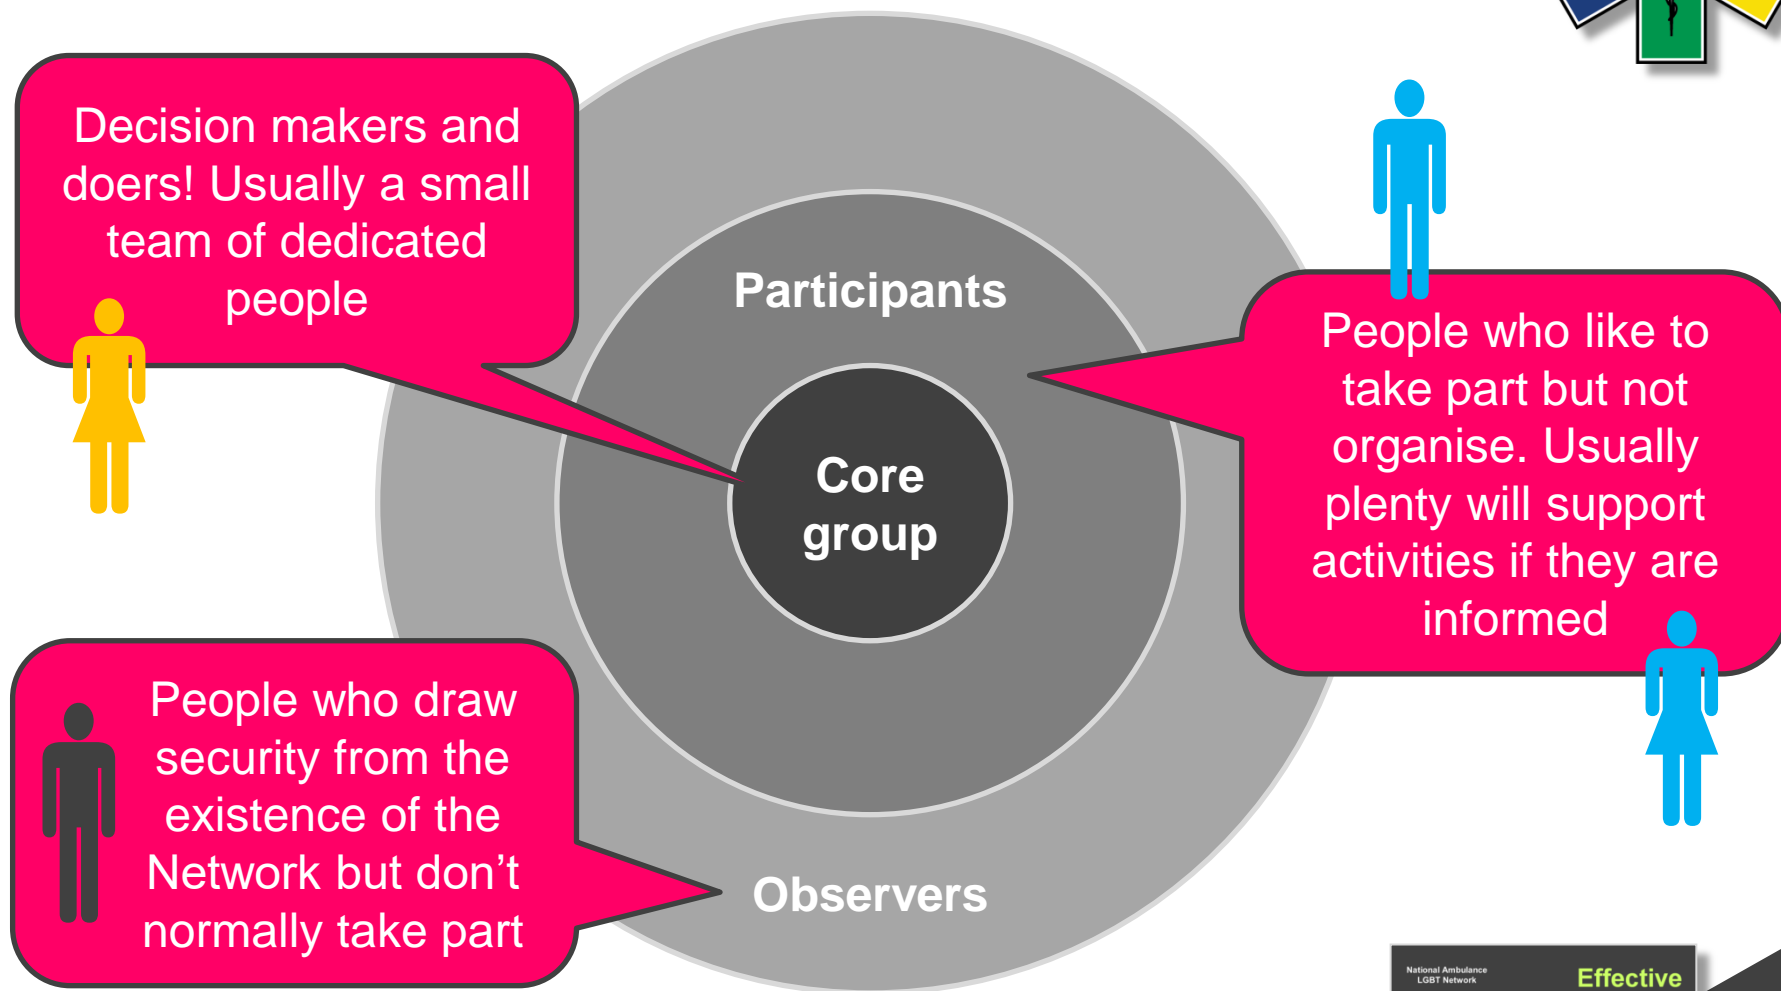 Decision makers and
doers! Usually a small
team of dedicated
people
Participants
People who like to
take part but not
organise. Usually
plenty will support
activities if they are
informed
Core
group
People who draw
security from the
existence of the
Network but don’t
normally take part
Observers
National Ambulance
LGBT Network
Effective